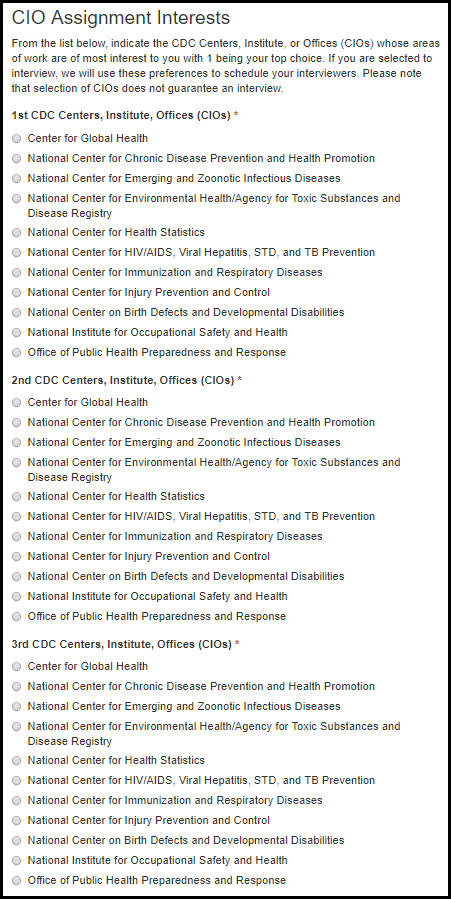 CIO Assignment Interests
From the list below, indicate the CDC Centers, Institute, or Offices (CIOs) whose areas
of work are of most interest to you with 1 being your top choice. If you are selected to
interview, we will use these preferences to schedule your interviewers. Please note
that selection of CIOs does not guarantee an interview.
1st CDC Centers, Institute, Offices (CIOs) *
Center for Global Health
National Center for Chronic Disease Prevention and Health Promotion
National Center for Emerging and Zoonotic Infectious Diseases
National Center for Environmental Health/Agency for Toxic Substances and
Disease Registry
National Center for Health Statistics
National Center for HIV/AIDS, Viral Hepatitis, STD, and TB Prevention
National Center for Immunization and Respiratory Diseases
National Center for Injury Prevention and Control
National Center on Birth Defects and Developmental Disabilities
National Institute for Occupational Safety and Health
Office of Public Health Preparedness and Response
2nd CDC Centers, Institute, Offices (CIOs) *
Center for Global Health
National Center for Chronic Disease Prevention and Health Promotion
National Center for Emerging and Zoonotic Infectious Diseases
National Center for Environmental Health/Agency for Toxic Substances and
Disease Registry
National Center for Health Statistics
National Center for HIV/AIDS, Viral Hepatitis, STD, and TB Prevention
National Center for Immunization and Respiratory Diseases
National Center for Injury Prevention and Control
National Center on Birth Defects and Developmental Disabilities
National Institute for Occupational Safety and Health
Office of Public Health Preparedness and Response
3rd CDC Centers, Institute, Offices (CIOs) *
Center for Global Health
National Center for Chronic Disease Prevention and Health Promotion
National Center for Emerging and Zoonotic Infectious Diseases
National Center for Environmental Health/Agency for Toxic Substances and
Disease Registry
National Center for Health Statistics
National Center for HIV/AIDS, Viral Hepatitis, STD, and TB Prevention
National Center for Immunization and Respiratory Diseases
National Center for Injury Prevention and Control
National Center on Birth Defects and Developmental Disabilities
National Institute for Occupational Safety and Health
Office of Public Health Preparedness and Response